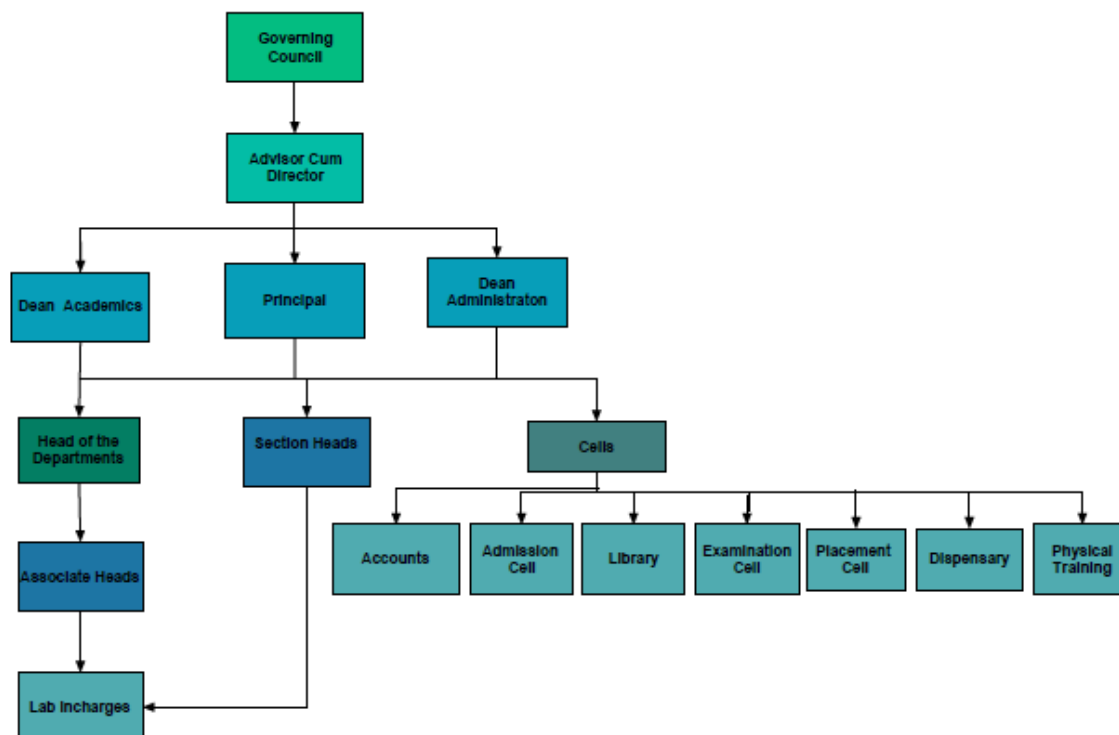 Governing
Council
Advisor Cum
Director
Dean Academics
Principal
Dean
Administraton
Head of the
Departments
Section Heads
Cells
Accounts
Admission
Cell
Library
Examination
Cell
Placement
Cell
Dispensary
Physical
Training
Associate Heads
Lab Incharges